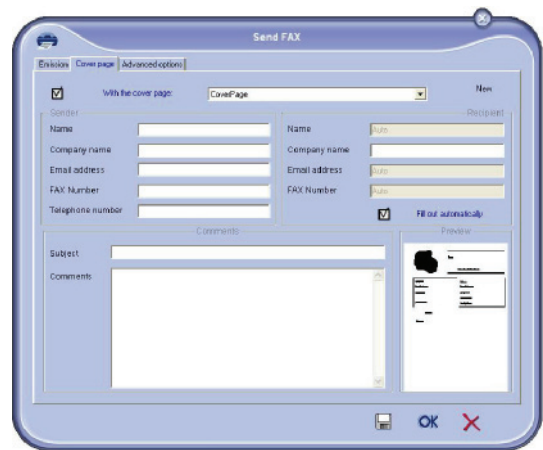 Send FAX
Emission Cover page Advanced options
With the cover page: CoverPage New
Sender Recipient
Name Name Auto
Company name Company name
Email address Email address Auto
FAX Number FAX Number Auto
Telephone number Fill out automatically
Comments Preview
Subject
Comments
OK